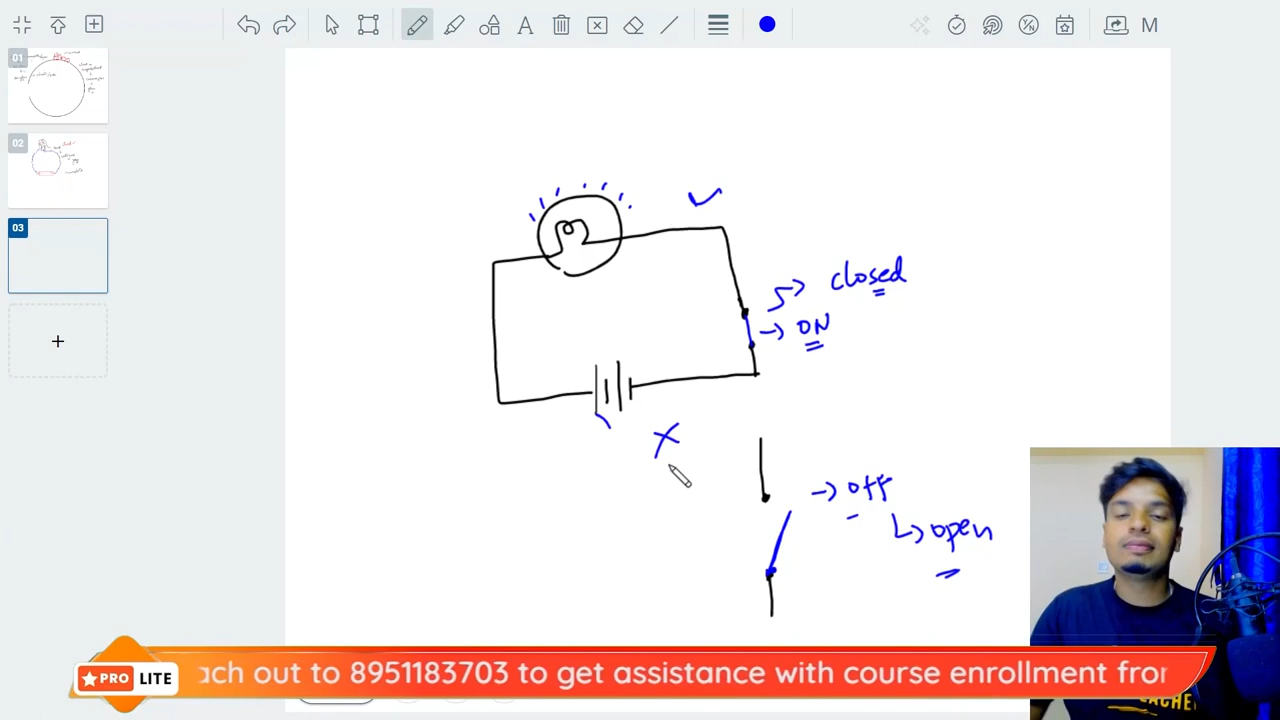 A
M
01
02
03
+
closed
→ ON
→ off
↳ open
PRO LITE
ach out to 8951183703 to get assistance with course enrollment fror